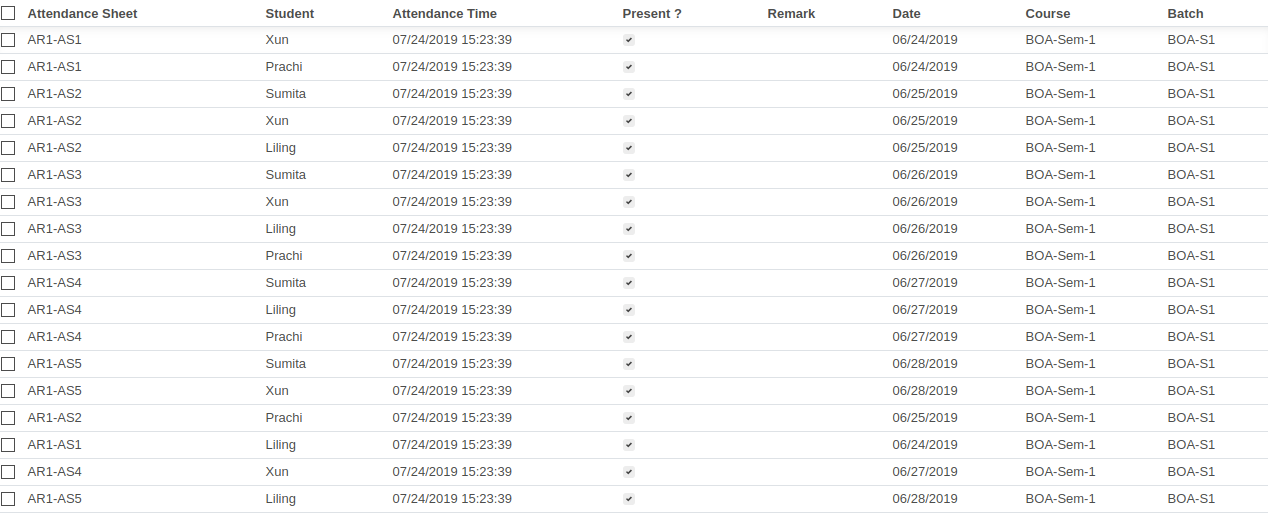 Attendance Sheet Student Attendance Time Present ? Remark Date Course Batch
AR1-AS1 Xun 07/24/2019 15:23:39 06/24/2019 BOA-Sem-1 BOA-S1
AR1-AS1 Prachi 07/24/2019 15:23:39 06/24/2019 BOA-Sem-1 BOA-S1
AR1-AS2 Sumita 07/24/2019 15:23:39 06/25/2019 BOA-Sem-1 BOA-S1
AR1-AS2 Xun 07/24/2019 15:23:39 06/25/2019 BOA-Sem-1 BOA-S1
AR1-AS2 Liling 07/24/2019 15:23:39 06/25/2019 BOA-Sem-1 BOA-S1
AR1-AS3 Sumita 07/24/2019 15:23:39 06/26/2019 BOA-Sem-1 BOA-S1
AR1-AS3 Xun 07/24/2019 15:23:39 06/26/2019 BOA-Sem-1 BOA-S1
AR1-AS3 Liling 07/24/2019 15:23:39 06/26/2019 BOA-Sem-1 BOA-S1
AR1-AS3 Prachi 07/24/2019 15:23:39 06/26/2019 BOA-Sem-1 BOA-S1
AR1-AS4 Sumita 07/24/2019 15:23:39 06/27/2019 BOA-Sem-1 BOA-S1
AR1-AS4 Liling 07/24/2019 15:23:39 06/27/2019 BOA-Sem-1 BOA-S1
AR1-AS4 Prachi 07/24/2019 15:23:39 06/27/2019 BOA-Sem-1 BOA-S1
AR1-AS5 Sumita 07/24/2019 15:23:39 06/28/2019 BOA-Sem-1 BOA-S1
AR1-AS5 Xun 07/24/2019 15:23:39 06/28/2019 BOA-Sem-1 BOA-S1
AR1-AS2 Prachi 07/24/2019 15:23:39 06/25/2019 BOA-Sem-1 BOA-S1
AR1-AS1 Liling 07/24/2019 15:23:39 06/24/2019 BOA-Sem-1 BOA-S1
AR1-AS4 Xun 07/24/2019 15:23:39 06/27/2019 BOA-Sem-1 BOA-S1
AR1-AS5 Liling 07/24/2019 15:23:39 06/28/2019 BOA-Sem-1 BOA-S1